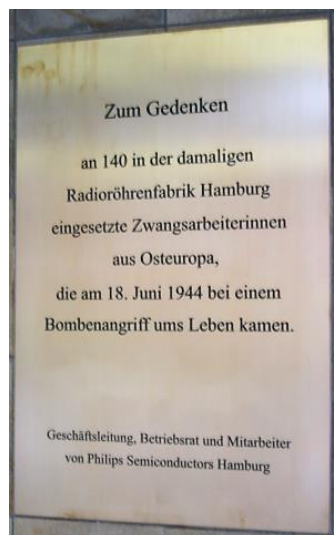 Zum Gedenken
an 140 in der damaligen
Radioröhrenfabrik Hamburg
eingesetzte Zwangsarbeiterinnen
aus Osteuropa,
die am 18. Juni 1944 bei einem
Bombenangriff ums Leben kamen.
Geschäftsleitung, Betriebsrat und Mitarbeiter
von Philips Semiconductors Hamburg